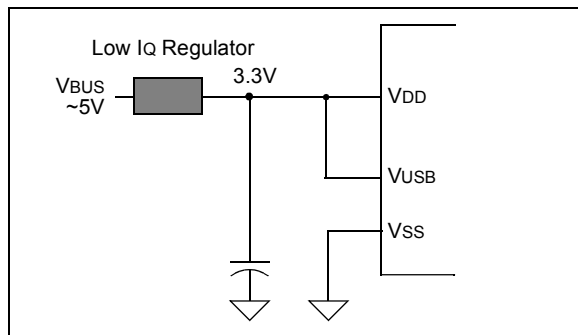 Low IQ Regulator
3.3V
VBUS
~5V
VDD
VUSB
VSS